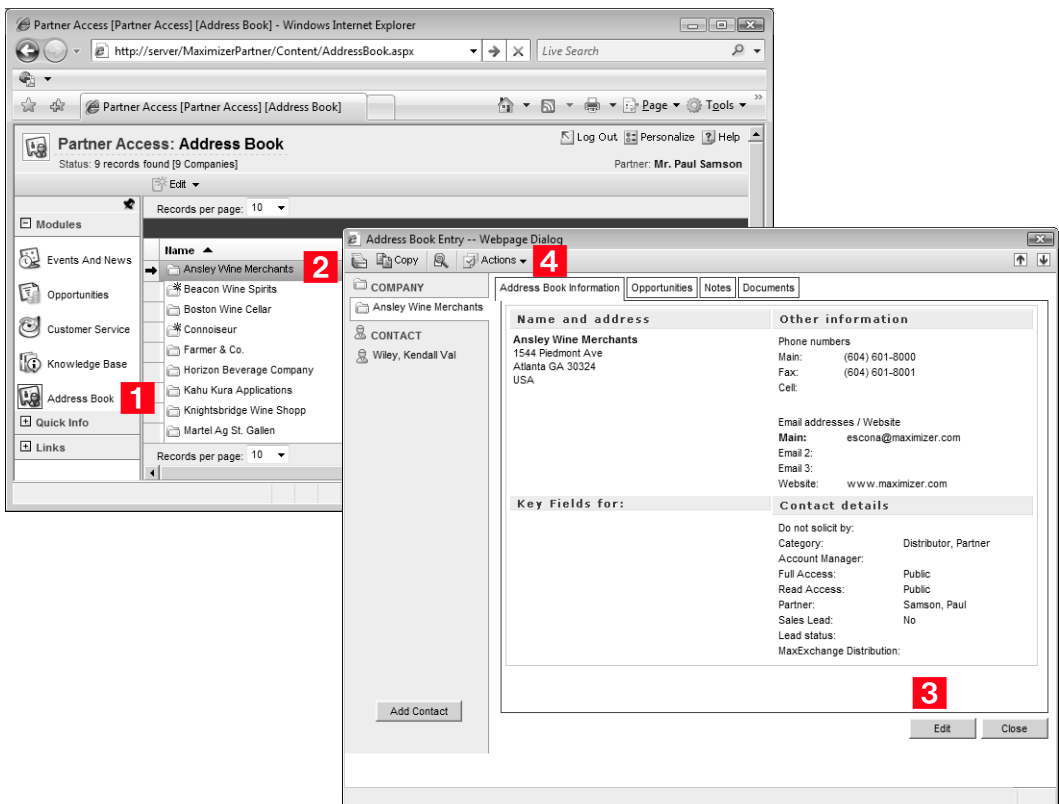 Partner Access [Partner Access] [Address Book] - Windows Internet Explorer
http://server/MaximizerPartner/Content/AddressBook.aspx
Live Search
Partner Access [Partner Access] [Address Book]
Page
Tools
»
Partner Access: Address Book
Log Out
Personalize
? Help
Status: 9 records found [9 Companies]
Partner: Mr. Paul Samson
Edit
Records per page: 10
Modules
Events And News
Opportunities
Customer Service
Knowledge Base
Address Book
1
Quick Info
Links
Name
Ansley Wine Merchants
2
Beacon Wine Spirits
Boston Wine Cellar
Connoiseur
Farmer & Co.
Horizon Beverage Company
Kahu Kura Applications
Knightsbridge Wine Shopp
Martel Ag St. Gallen
Records per page: 10
Address Book Entry -- Webpage Dialog
Copy
Actions
4
COMPANY
Ansley Wine Merchants
CONTACT
Wiley, Kendall Val
Add Contact
Address Book Information
Opportunities
Notes
Documents
Name and address
Ansley Wine Merchants
1544 Piedmont Ave
Atlanta GA 30324
USA
Other information
Phone numbers
Main: (604) 601-8000
Fax: (604) 601-8001
Cell:
Email addresses / Website
Main: escona@maximizer.com
Email 2:
Email 3:
Website: www.maximizer.com
Key Fields for:
Contact details
Do not solicit by:
Category: Distributor, Partner
Account Manager:
Full Access: Public
Read Access: Public
Partner: Samson, Paul
Sales Lead: No
Lead status:
MaxExchange Distribution:
3
Edit
Close